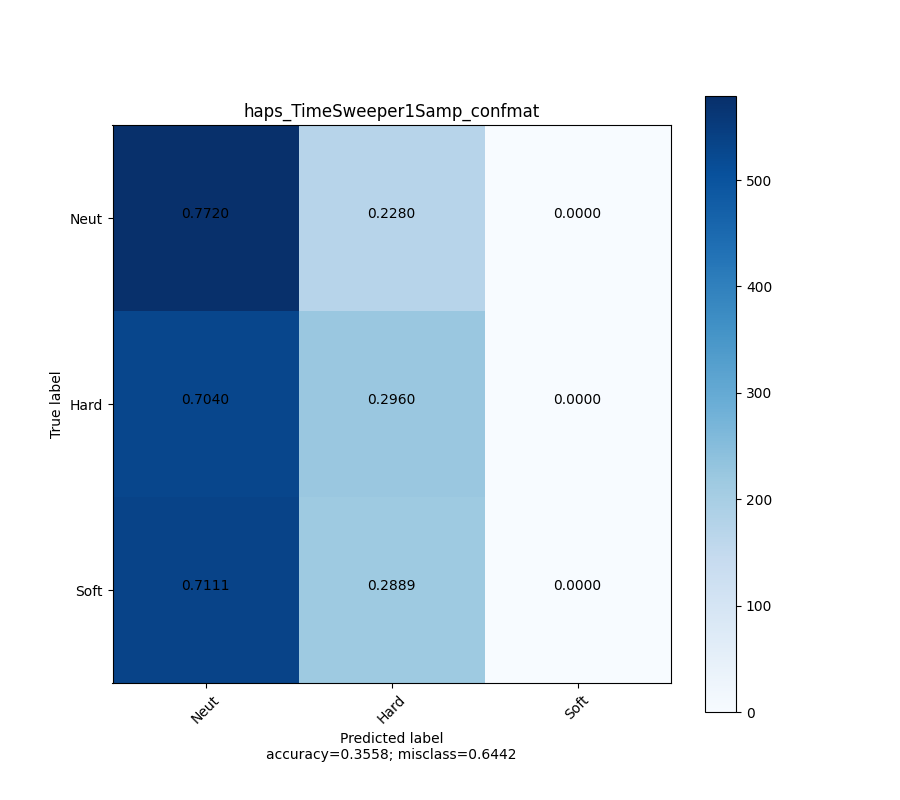 haps_TimeSweeper1Samp_confmat
Neut 0.7720 0.2280 0.0000
Hard 0.7040 0.2960 0.0000
Soft 0.7111 0.2889 0.0000
True label
Neut Hard Soft
Predicted label
accuracy=0.3558; misclass=0.6442
500
400
300
200
100
0